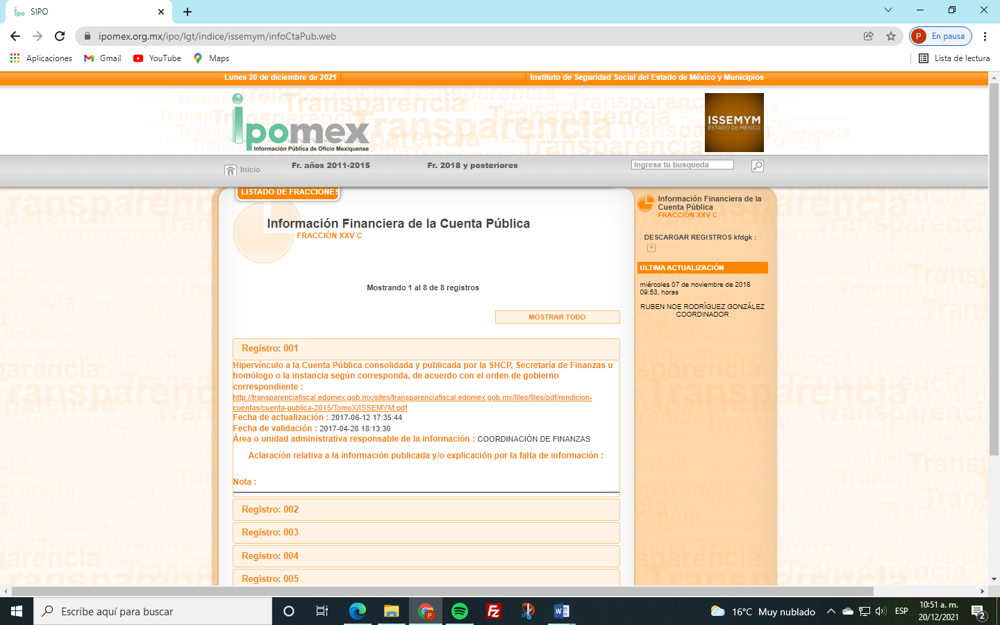 SIPO
ipomex.org.mx/ipo/lgt/indice/issemym/infoCtaPub.web
P En pausa
Aplicaciones Gmail YouTube Maps Lista de lectura
Lunes 20 de diciembre de 2021 Instituto de Seguridad Social del Estado de México y Municipios
Transparencia
ipomex
Información Pública de Oficio Mexiquense
ISSEMYM
ESTADO DE MÉXICO
Inicio Fr. años 2011-2015 Fr. 2018 y posteriores Ingresa tu busqueda
LISTADO DE FRACCIONES
Información Financiera de la Cuenta Pública
FRACCIÓN XXV C
Mostrando 1 al 8 de 8 registros
MOSTRAR TODO
Registro: 001
Hipervínculo a la Cuenta Pública consolidada y publicada por la SHCP, Secretaría de Finanzas u
homólogo o la instancia según corresponda, de acuerdo con el orden de gobierno
correspondiente :
http://transparenciafiscal.edomex.gob.mx/sites/transparenciafiscal.edomex.gob.mx/files/files/pdf/rendicion-
cuentas/cuenta-publica-2015/TomoX/ISSEMYM.pdf
Fecha de actualización : 2017-06-12 17:35:44
Fecha de validación : 2017-04-28 18:13:30
Área o unidad administrativa responsable de la información : COORDINACIÓN DE FINANZAS
Aclaración relativa a la información publicada y/o explicación por la falta de información :
Nota :
Registro: 002
Registro: 003
Registro: 004
Registro: 005
Información Financiera de la
Cuenta Pública
FRACCIÓN XXV C
DESCARGAR REGISTROS kfdgk :
ULTIMA ACTUALIZACIÓN
miércoles 07 de noviembre de 2018
09:53, horas
RUBEN NOE RODRÍGUEZ GONZÁLEZ
COORDINADOR
Escribe aquí para buscar
16°C Muy nublado
ESP
10:51 a. m.
20/12/2021
2